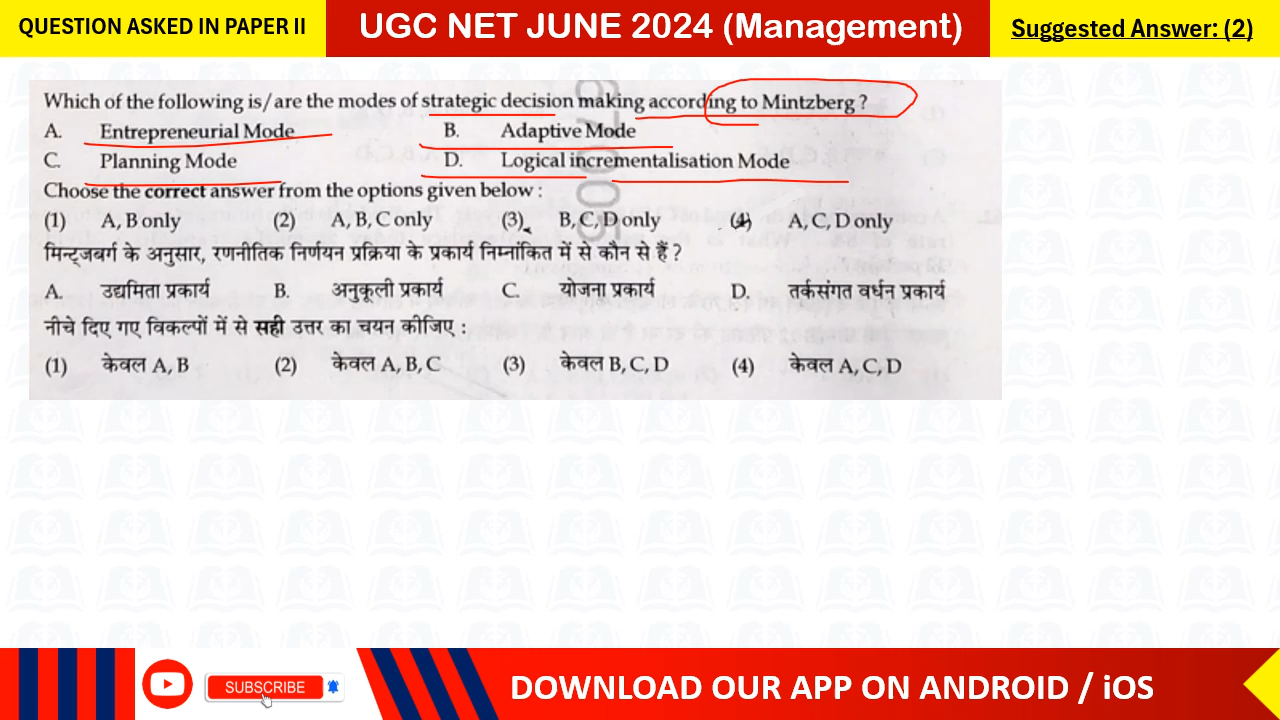 QUESTION ASKED IN PAPER II
UGC NET JUNE 2024 (Management)
Suggested Answer: (2)
Which of the following is/are the modes of strategic decision making according to Mintzberg ?
A. Entrepreneurial Mode B. Adaptive Mode
C. Planning Mode D. Logical incrementalisation Mode
Choose the correct answer from the options given below :
(1) A, B only (2) A, B, C only (3) B, C, D only (4) A, C, D only
मिन्ट्जबर्ग के अनुसार, रणनीतिक निर्णयन प्रक्रिया के प्रकार्य निम्नांकित में से कौन से हैं ?
A. उद्यमिता प्रकार्य B. अनुकूली प्रकार्य C. योजना प्रकार्य D. तर्कसंगत वर्धन प्रकार्य
नीचे दिए गए विकल्पों में से सही उत्तर का चयन कीजिए :
(1) केवल A, B (2) केवल A, B, C (3) केवल B, C, D (4) केवल A, C, D
SUBSCRIBE
DOWNLOAD OUR APP ON ANDROID / iOS